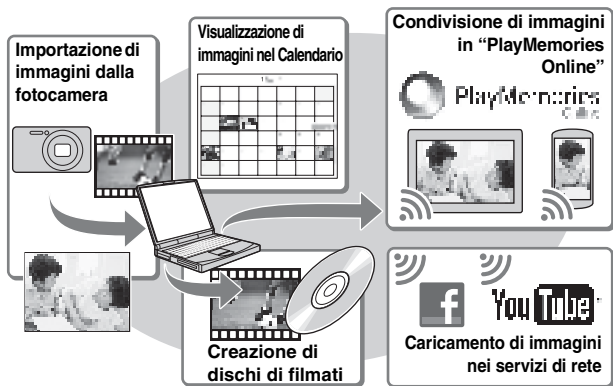 Importazione di
immagini dalla
fotocamera
Visualizzazione di
immagini nel Calendario
Condivisione di immagini
in “PlayMemories
Online”
PlayMemories
Online
Creazione di
dischi di filmati
f
You Tube
Caricamento di immagini
nei servizi di rete